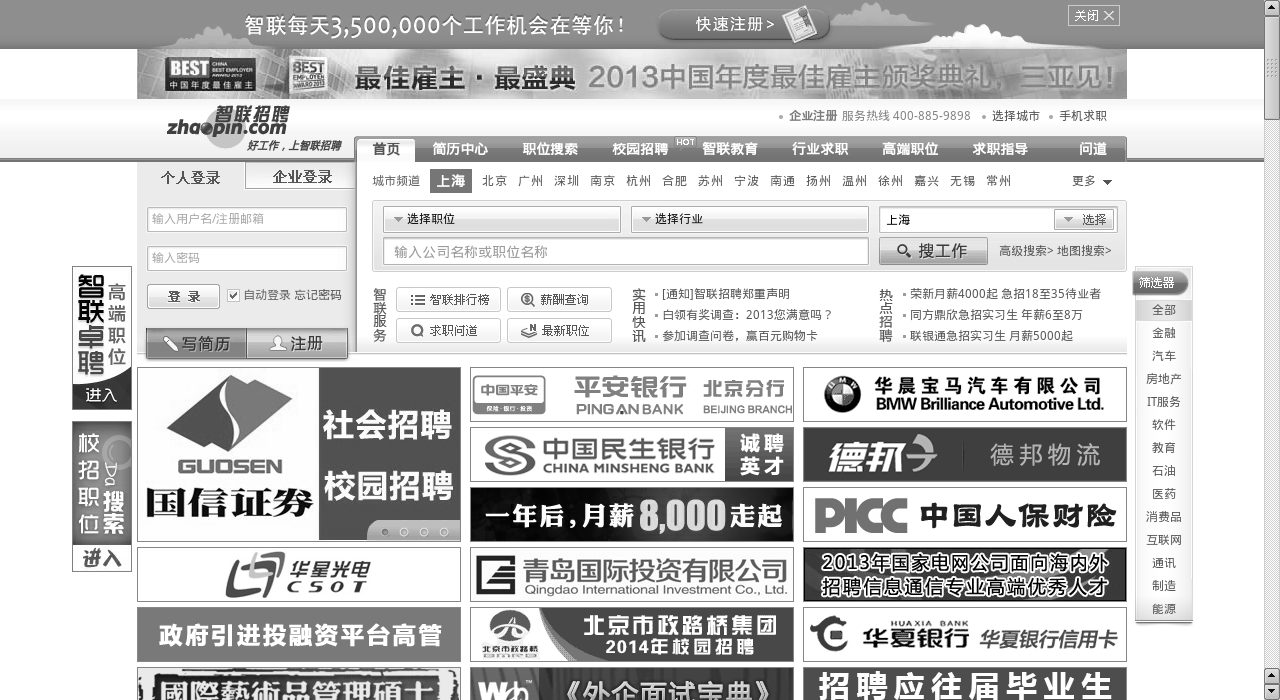 智联每天3,500,000个工作机会在等你！
快速注册>
关闭
BEST CHINA BEST EMPLOYER AWARD 2013
中国年度最佳雇主
BEST
最佳雇主·最盛典 2013中国年度最佳雇主颁奖典礼，三亚见！
智联招聘
zhaopin.com
好工作，上智联招聘
企业注册 服务热线 400-885-9898 选择城市 手机求职
首页 简历中心 职位搜索 校园招聘 HOT 智联教育 行业求职 高端职位 求职指导 问道
个人登录 企业登录
城市频道 上海 北京 广州 深圳 南京 杭州 合肥 苏州 宁波 南通 扬州 温州 徐州 嘉兴 无锡 常州 更多
输入用户名/注册邮箱
选择职位 选择行业 上海 选择
输入密码
输入公司名称或职位名称 搜工作 高级搜索> 地图搜索>
登 录 自动登录 忘记密码
写简历 注册
智联服务
智联排行榜 薪酬查询
求职问道 最新职位
实用快讯
[通知]智联招聘郑重声明
白领有奖调查：2013您满意吗？
参加调查问卷，赢百元购物卡
热点招聘
荣新月薪4000起 急招18至35待业者
同方鼎欣急招实习生 年薪6至8万
联银通急招实习生 月薪5000起
智联卓聘
高端职位
进入
校招职位
Da搜索
进入
筛选器
全部
金融
汽车
房地产
IT服务
软件
教育
石油
医药
消费品
互联网
通讯
制造
能源
GUOSEN
国信证券
社会招聘
校园招聘
中国平安
保险·银行·投资
平安银行 北京分行
PING AN BANK BEIJING BRANCH
华晨宝马汽车有限公司
BMW Brilliance Automotive Ltd.
中国民生银行
CHINA MINSHENG BANK
诚聘英才
德邦 德邦物流
一年后，月薪8,000走起
PICC 中国人保财险
华星光电
CSOT
青岛国际投资有限公司
Qingdao International Investment Co., Ltd.
2013年国家电网公司面向海内外
招聘信息通信专业高端优秀人才
政府引进投融资平台高管
北京市政路桥
BMRB
北京市政路桥集团
2014年校园招聘
HUAXIA BANK
华夏银行 华夏银行信用卡
國際藝術品管理碩士
《外企面试宝典》
招聘应往届毕业生